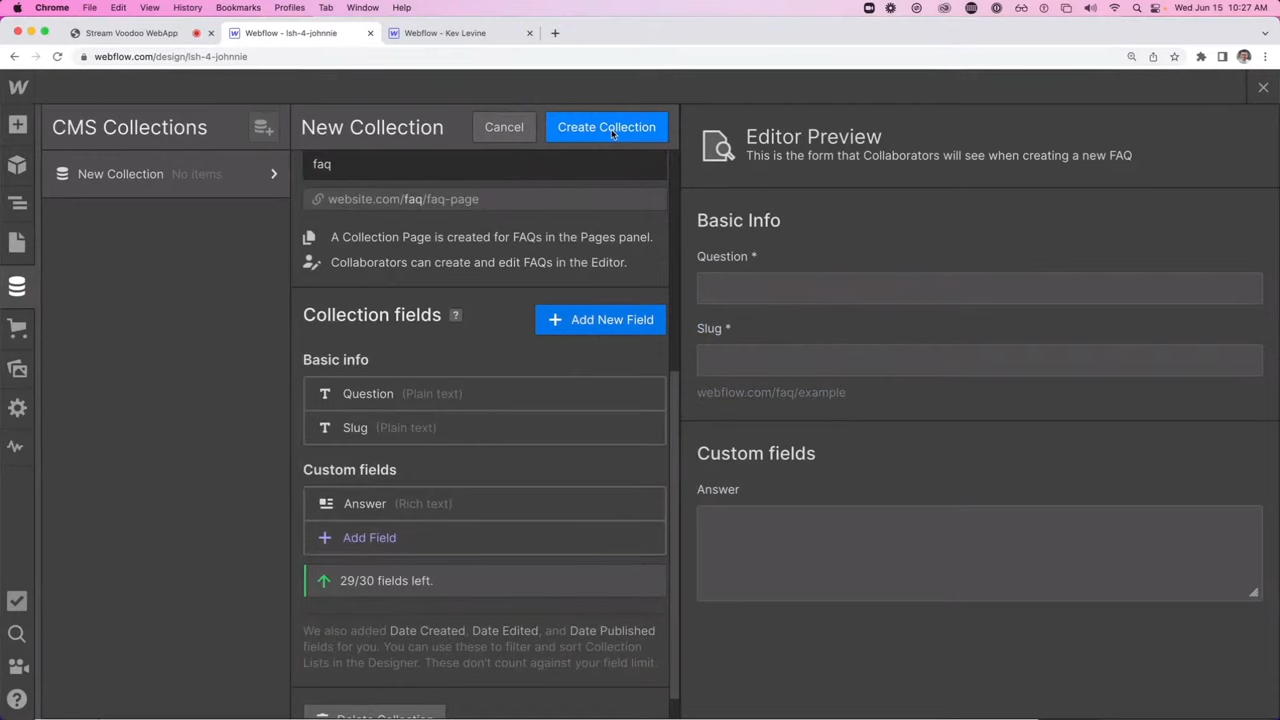 Chrome File Edit View History Bookmarks Profiles Tab Window Help Wed Jun 15 10:27 AM
Stream Voodoo WebApp Webflow - lsh-4-johnnie Webflow - Kev Levine
webflow.com/design/lsh-4-johnnie
CMS Collections
New Collection No items
New Collection Cancel Create Collection
faq
website.com/faq/faq-page
A Collection Page is created for FAQs in the Pages panel.
Collaborators can create and edit FAQs in the Editor.
Collection fields ? Add New Field
Basic info
Question (Plain text)
Slug (Plain text)
Custom fields
Answer (Rich text)
Add Field
29/30 fields left.
We also added Date Created, Date Edited, and Date Published
fields for you. You can use these to filter and sort Collection
Lists in the Designer. These don't count against your field limit.
Delete Collection
Editor Preview
This is the form that Collaborators will see when creating a new FAQ
Basic Info
Question *
Slug *
webflow.com/faq/example
Custom fields
Answer